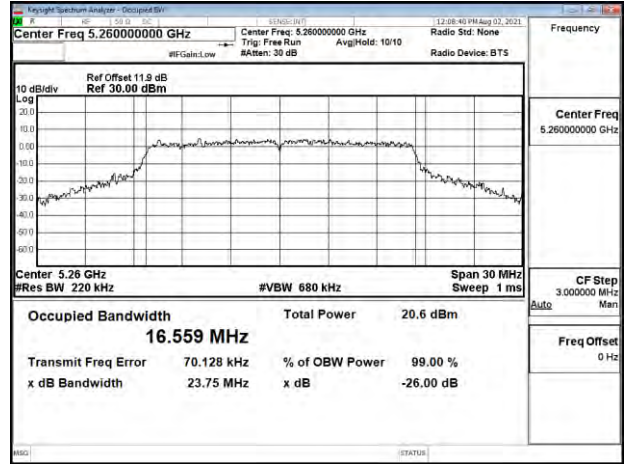 Keysight Spectrum Analyzer - Occupied BW
R RF 50 Ω DC SENSE:INT 12:08:40 PM Aug 02, 2021
Center Freq 5.260000000 GHz
Center Freq: 5.260000000 GHz
Radio Std: None
Trig: Free Run Avg|Hold: 10/10
#IFGain:Low
#Atten: 30 dB
Radio Device: BTS
Frequency
Ref Offset 11.9 dB
10 dB/div Ref 30.00 dBm
Log
20.0
10.0
0.00
-10.0
-20.0
-30.0
-40.0
-50.0
-60.0
Center 5.26 GHz Span 30 MHz
#Res BW 220 kHz #VBW 680 kHz Sweep 1 ms
Occupied Bandwidth
16.559 MHz
Total Power 20.6 dBm
Transmit Freq Error 70.128 kHz % of OBW Power 99.00 %
x dB Bandwidth 23.75 MHz x dB -26.00 dB
Center Freq
5.260000000 GHz
CF Step
3.000000 MHz
Auto Man
Freq Offset
0 Hz
MSG STATUS